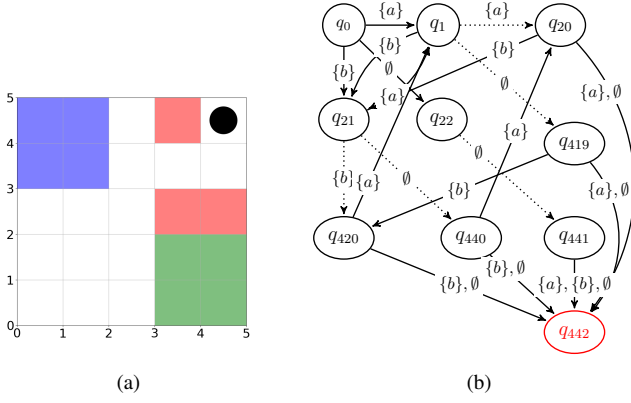 5
4
3
2
1
0
0 1 2 3 4 5
(a)
q0 {a} q1 {a} q20
{b} {b} ∅ {b}
{a} ∅ {a}, ∅
q21 q22 {a} q419
{b} {a} ∅ {b} {a}, ∅
q420 q440 q441
{b}, ∅ {b}, ∅ {a}, {b}, ∅
q442
(b)